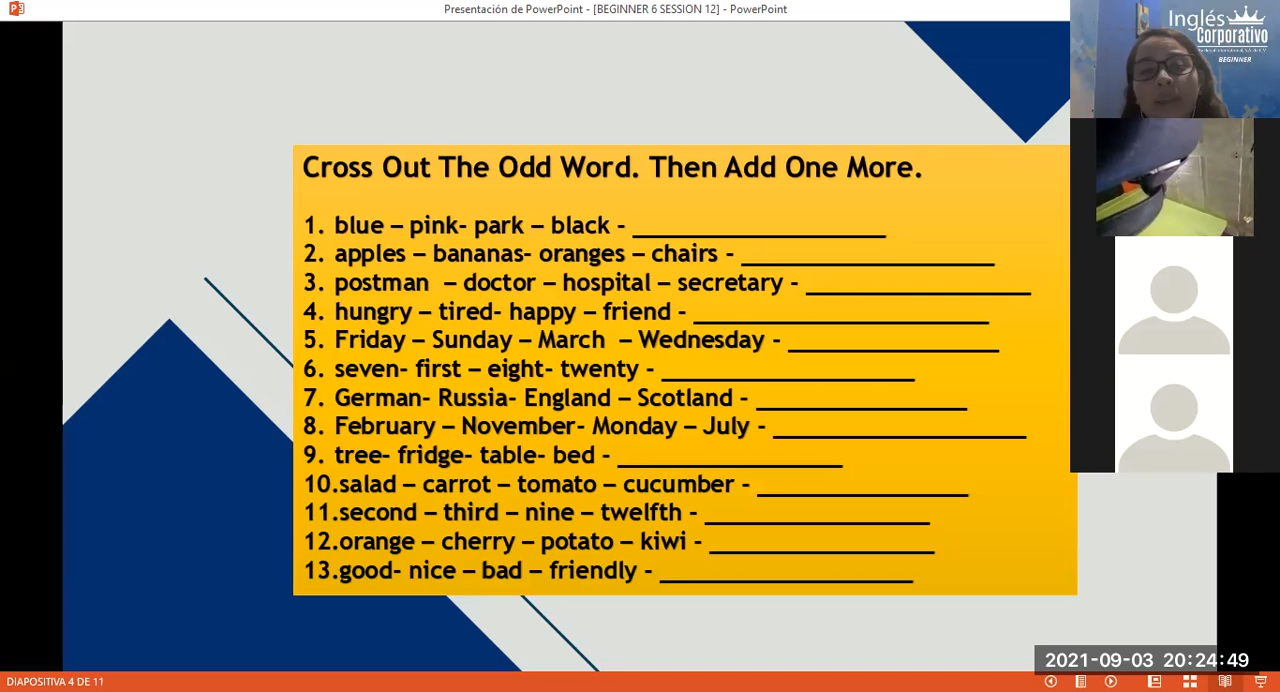 Presentación de PowerPoint - [BEGINNER 6 SESSION 12] - PowerPoint
Inglés
Corporativo
BEGINNER
Cross Out The Odd Word. Then Add One More.
1. blue – pink- park – black - ____________________
2. apples – bananas- oranges – chairs - ____________________
3. postman – doctor – hospital – secretary - __________________
4. hungry – tired- happy – friend - _______________________
5. Friday – Sunday – March – Wednesday - _________________
6. seven- first – eight- twenty - ____________________
7. German- Russia- England – Scotland - _________________
8. February – November- Monday – July - ____________________
9. tree- fridge- table- bed - __________________
10.salad – carrot – tomato – cucumber - _________________
11.second – third – nine – twelfth - __________________
12.orange – cherry – potato – kiwi - __________________
13.good- nice – bad – friendly - ____________________
2021-09-03 20:24:49
DIAPOSITIVA 4 DE 11